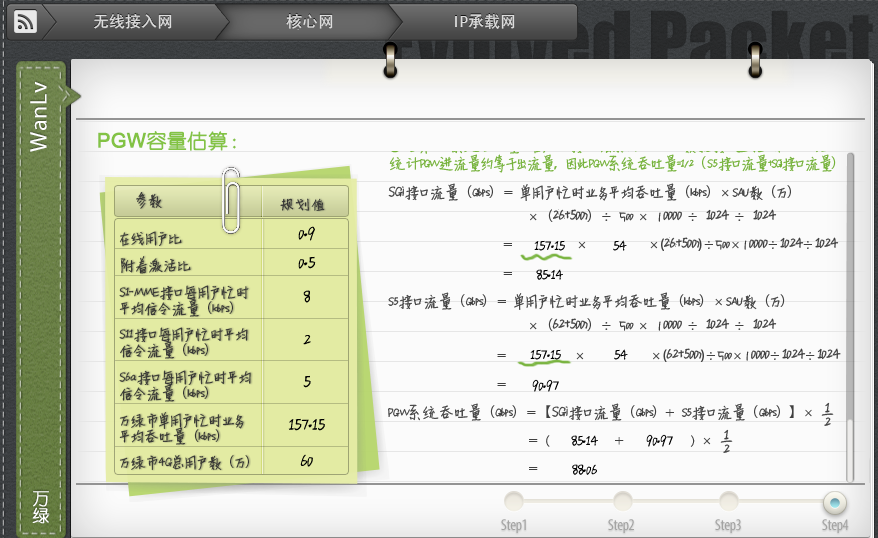 无线接入网
核心网
IP承载网
Evolved Packet
WanLv
万绿
PGW容量估算：
参数 规划值
在线用户比 0.9
附着激活比 0.5
S1-MME接口每用户忙时
平均信令流量（kbps） 8
S11接口每用户忙时平均
信令流量（kbps） 2
S6a接口每用户忙时平均
信令流量（kbps） 5
万绿市单用户忙时业务
平均吞吐量（kbps） 157.15
万绿市4G总用户数（万） 60
统计PGW进流量约等于出流量，因此PGW系统吞吐量=1/2（S5接口流量+SGi接口流量）
SGi接口流量（Gbps）= 单用户忙时业务平均吞吐量（kbps）×SAU数（万）
×（26+500）÷ 500 × 10000 ÷ 1024 ÷ 1024
= 157.15 × 54 ×(26+500)÷500×10000÷1024÷1024
= 85.14
S5接口流量（Gbps）= 单用户忙时业务平均吞吐量（kbps）×SAU数（万）
×（62+500）÷ 500 × 10000 ÷ 1024 ÷ 1024
= 157.15 × 54 ×(62+500)÷500×10000÷1024÷1024
= 90.97
PGW系统吞吐量（Gbps）=【SGi接口流量（Gbps）+ S5接口流量（Gbps）】× 1/2
=（ 85.14 + 90.97 ）× 1/2
= 88.06
Step1 Step2 Step3 Step4